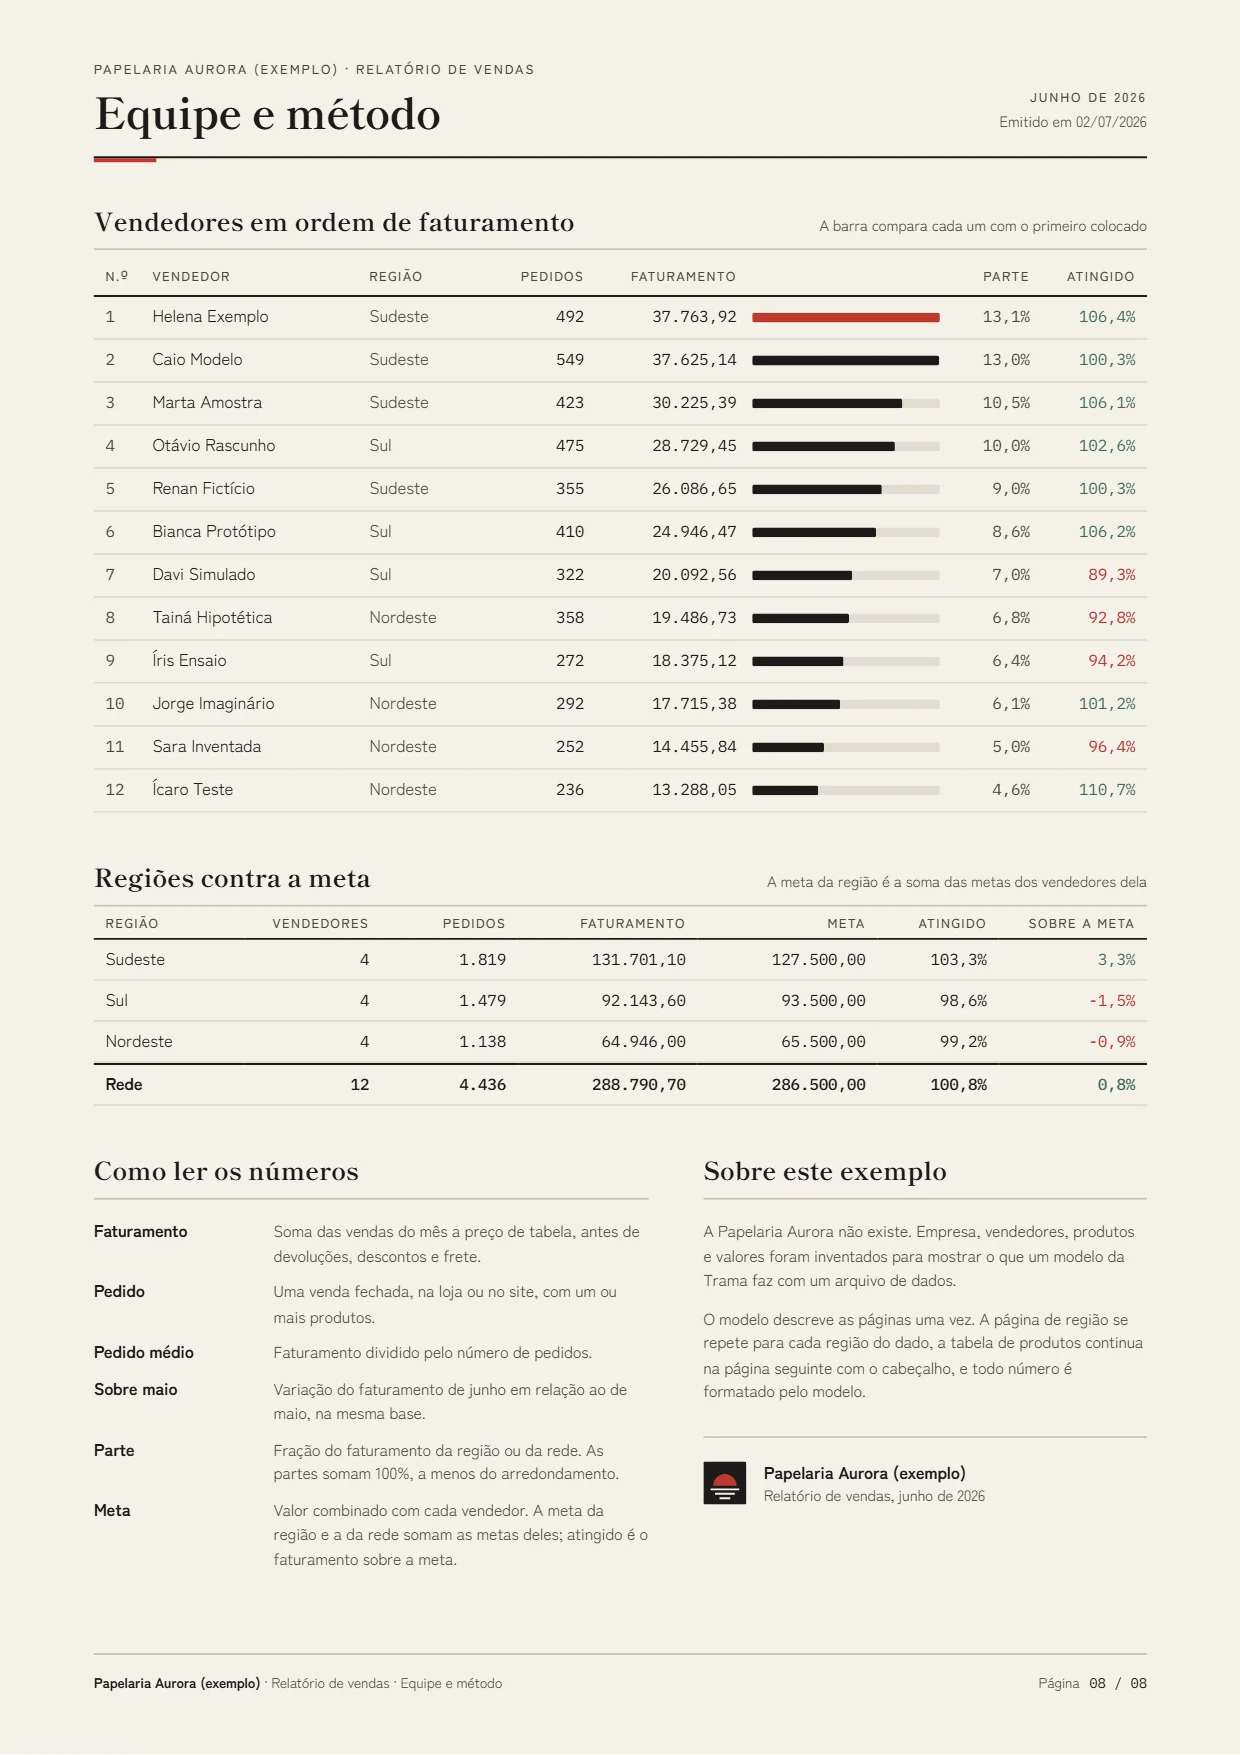 PAPELARIA AURORA (EXEMPLO) · RELATÓRIO DE VENDAS
Equipe e método
JUNHO DE 2026
Emitido em 02/07/2026
Vendedores em ordem de faturamento
A barra compara cada um com o primeiro colocado
N.º VENDEDOR REGIÃO PEDIDOS FATURAMENTO PARTE ATINGIDO
1 Helena Exemplo Sudeste 492 37.763,92 13,1% 106,4%
2 Caio Modelo Sudeste 549 37.625,14 13,0% 100,3%
3 Marta Amostra Sudeste 423 30.225,39 10,5% 106,1%
4 Otávio Rascunho Sul 475 28.729,45 10,0% 102,6%
5 Renan Fictício Sudeste 355 26.086,65 9,0% 100,3%
6 Bianca Protótipo Sul 410 24.946,47 8,6% 106,2%
7 Davi Simulado Sul 322 20.092,56 7,0% 89,3%
8 Tainá Hipotética Nordeste 358 19.486,73 6,8% 92,8%
9 Íris Ensaio Sul 272 18.375,12 6,4% 94,2%
10 Jorge Imaginário Nordeste 292 17.715,38 6,1% 101,2%
11 Sara Inventada Nordeste 252 14.455,84 5,0% 96,4%
12 Ícaro Teste Nordeste 236 13.288,05 4,6% 110,7%
Regiões contra a meta
A meta da região é a soma das metas dos vendedores dela
REGIÃO VENDEDORES PEDIDOS FATURAMENTO META ATINGIDO SOBRE A META
Sudeste 4 1.819 131.701,10 127.500,00 103,3% 3,3%
Sul 4 1.479 92.143,60 93.500,00 98,6% -1,5%
Nordeste 4 1.138 64.946,00 65.500,00 99,2% -0,9%
Rede 12 4.436 288.790,70 286.500,00 100,8% 0,8%
Como ler os números
Faturamento Soma das vendas do mês a preço de tabela, antes de
devoluções, descontos e frete.
Pedido Uma venda fechada, na loja ou no site, com um ou
mais produtos.
Pedido médio Faturamento dividido pelo número de pedidos.
Sobre maio Variação do faturamento de junho em relação ao de
maio, na mesma base.
Parte Fração do faturamento da região ou da rede. As
partes somam 100%, a menos do arredondamento.
Meta Valor combinado com cada vendedor. A meta da
região e a da rede somam as metas deles; atingido é o
faturamento sobre a meta.
Sobre este exemplo
A Papelaria Aurora não existe. Empresa, vendedores, produtos
e valores foram inventados para mostrar o que um modelo da
Trama faz com um arquivo de dados.
O modelo descreve as páginas uma vez. A página de região se
repete para cada região do dado, a tabela de produtos continua
na página seguinte com o cabeçalho, e todo número é
formatado pelo modelo.
Papelaria Aurora (exemplo)
Relatório de vendas, junho de 2026
Papelaria Aurora (exemplo) · Relatório de vendas · Equipe e método
Página 08 / 08